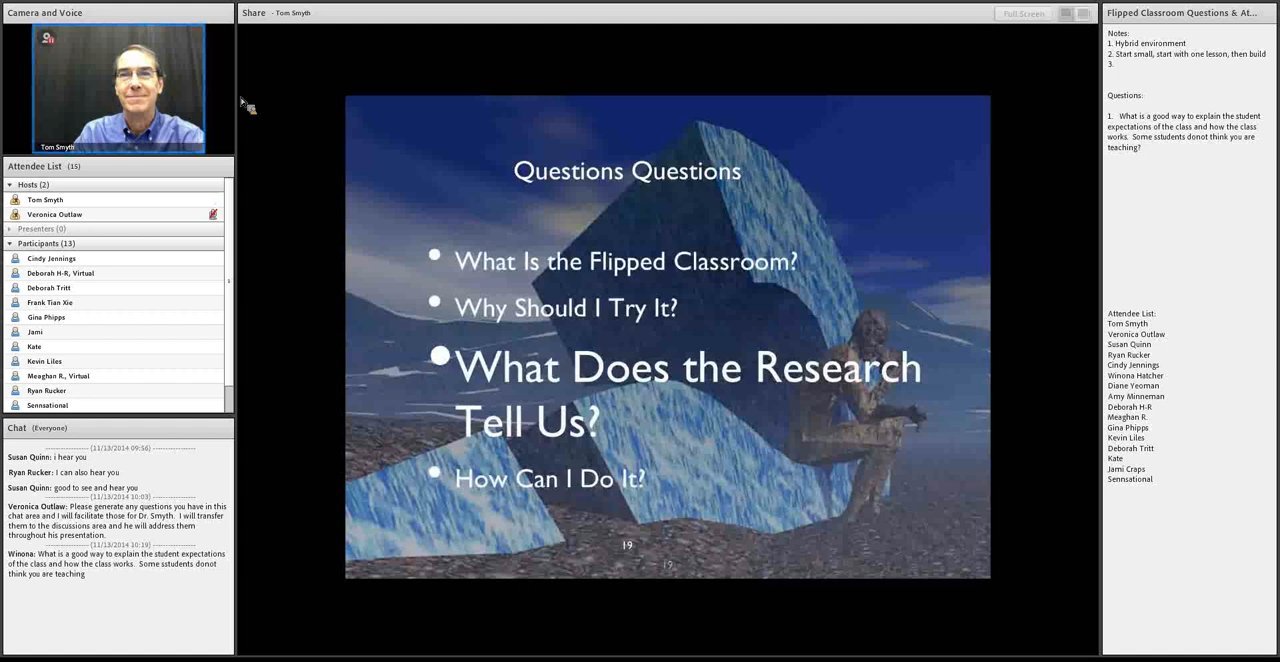 Camera and Voice
Tom Smyth
Attendee List (15)
Hosts (2)
Tom Smyth
Veronica Outlaw
Presenters (0)
Participants (13)
Cindy Jennings
Deborah H-R, Virtual
Deborah Tritt
Frank Tian Xie
Gina Phipps
Jami
Kate
Kevin Liles
Meaghan R., Virtual
Ryan Rucker
Sennsational
Chat (Everyone)
------------------ (11/13/2014 09:56) ------------------
Susan Quinn: i hear you
Ryan Rucker: I can also hear you
Susan Quinn: good to see and hear you
------------------ (11/13/2014 10:03) ------------------
Veronica Outlaw: Please generate any questions you have in this
chat area and I will facilitate those for Dr. Smyth. I will transfer
them to the discussions area and he will address them
throughout his presentation.
------------------ (11/13/2014 10:19) ------------------
Winona: What is a good way to explain the student expectations
of the class and how the class works. Some sstudents donot
think you are teaching
Share - Tom Smyth
Full Screen
Questions Questions
• What Is the Flipped Classroom?
• Why Should I Try It?
• What Does the Research
Tell Us?
• How Can I Do It?
19
19
Flipped Classroom Questions & At...
Notes:
1. Hybrid environment
2. Start small, start with one lesson, then build
3.
Questions:
1. What is a good way to explain the student
expectations of the class and how the class
works. Some sstudents donot think you are
teaching?
Attendee List:
Tom Smyth
Veronica Outlaw
Susan Quinn
Ryan Rucker
Cindy Jennings
Winona Hatcher
Diane Yeoman
Amy Minneman
Deborah H-R
Meaghan R.
Gina Phipps
Kevin Liles
Deborah Tritt
Kate
Jami Craps
Sennsational